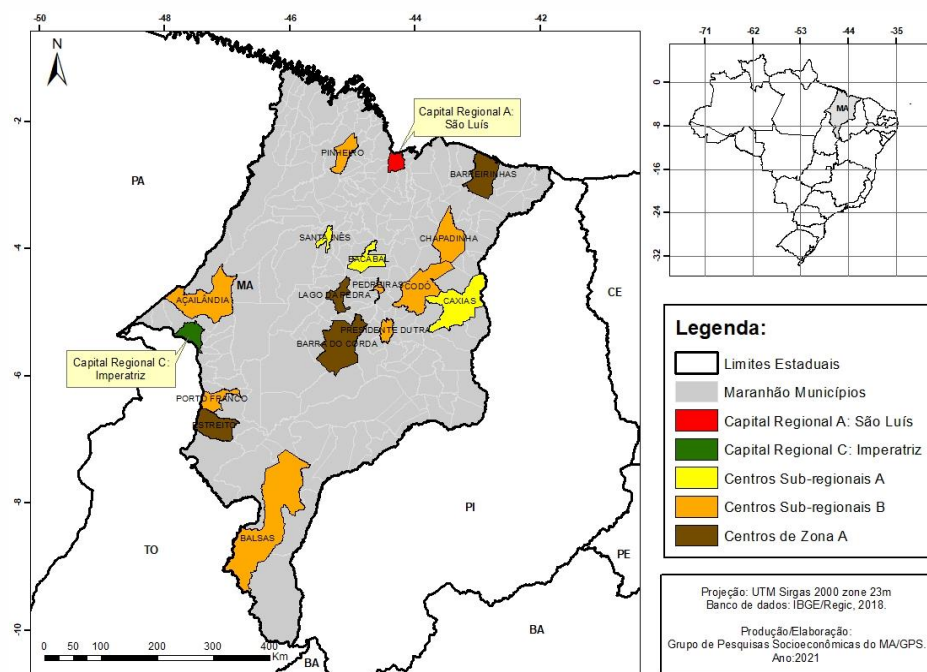 -50
-48
-46
-44
-42
-71
-62
-53
-44
-35
N
Capital Regional A:
São Luís
PINHEIRO
BARREIRINHAS
PA
SANTA INÊS
BACABAL
CHAPADINHA
MA
AÇAILÂNDIA
LAGO DA PEDRA
PEDREIRAS
CODÓ
CAXIAS
CE
PRESIDENTE DUTRA
BARRA DO CORDA
Capital Regional C:
Imperatriz
PORTO FRANCO
ESTREITO
BALSAS
TO
PI
PE
BA
BA
-2
-4
-6
-8
-10
0 50 100 200 300 400
Km
0
-8
-16
-24
-32
MA
Legenda:
Limites Estaduais
Maranhão Municípios
Capital Regional A: São Luís
Capital Regional C: Imperatriz
Centros Sub-regionais A
Centros Sub-regionais B
Centros de Zona A
Projeção: UTM Sirgas 2000 zone 23m
Banco de dados: IBGE/Regic, 2018.
Produção/Elaboração:
Grupo de Pesquisas Socioeconômicas do MA/GPS.
Ano:2021